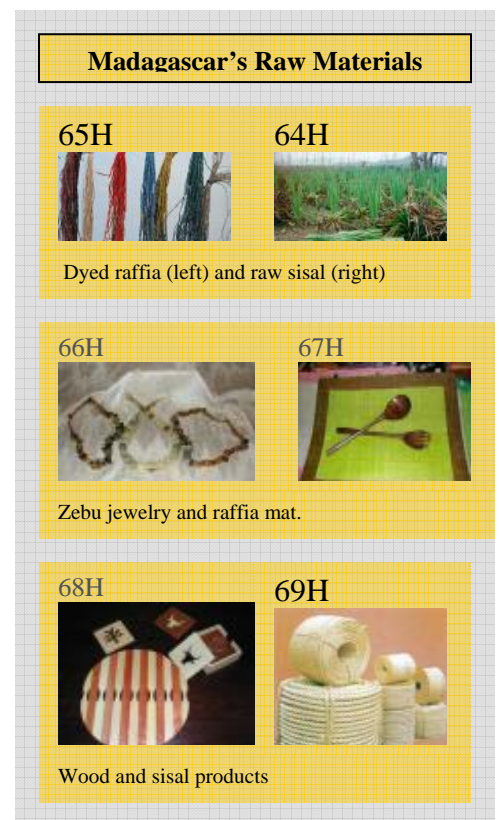 Madagascar's Raw Materials
65H 64H
Dyed raffia (left) and raw sisal (right)
66H 67H
Zebu jewelry and raffia mat.
68H 69H
Wood and sisal products